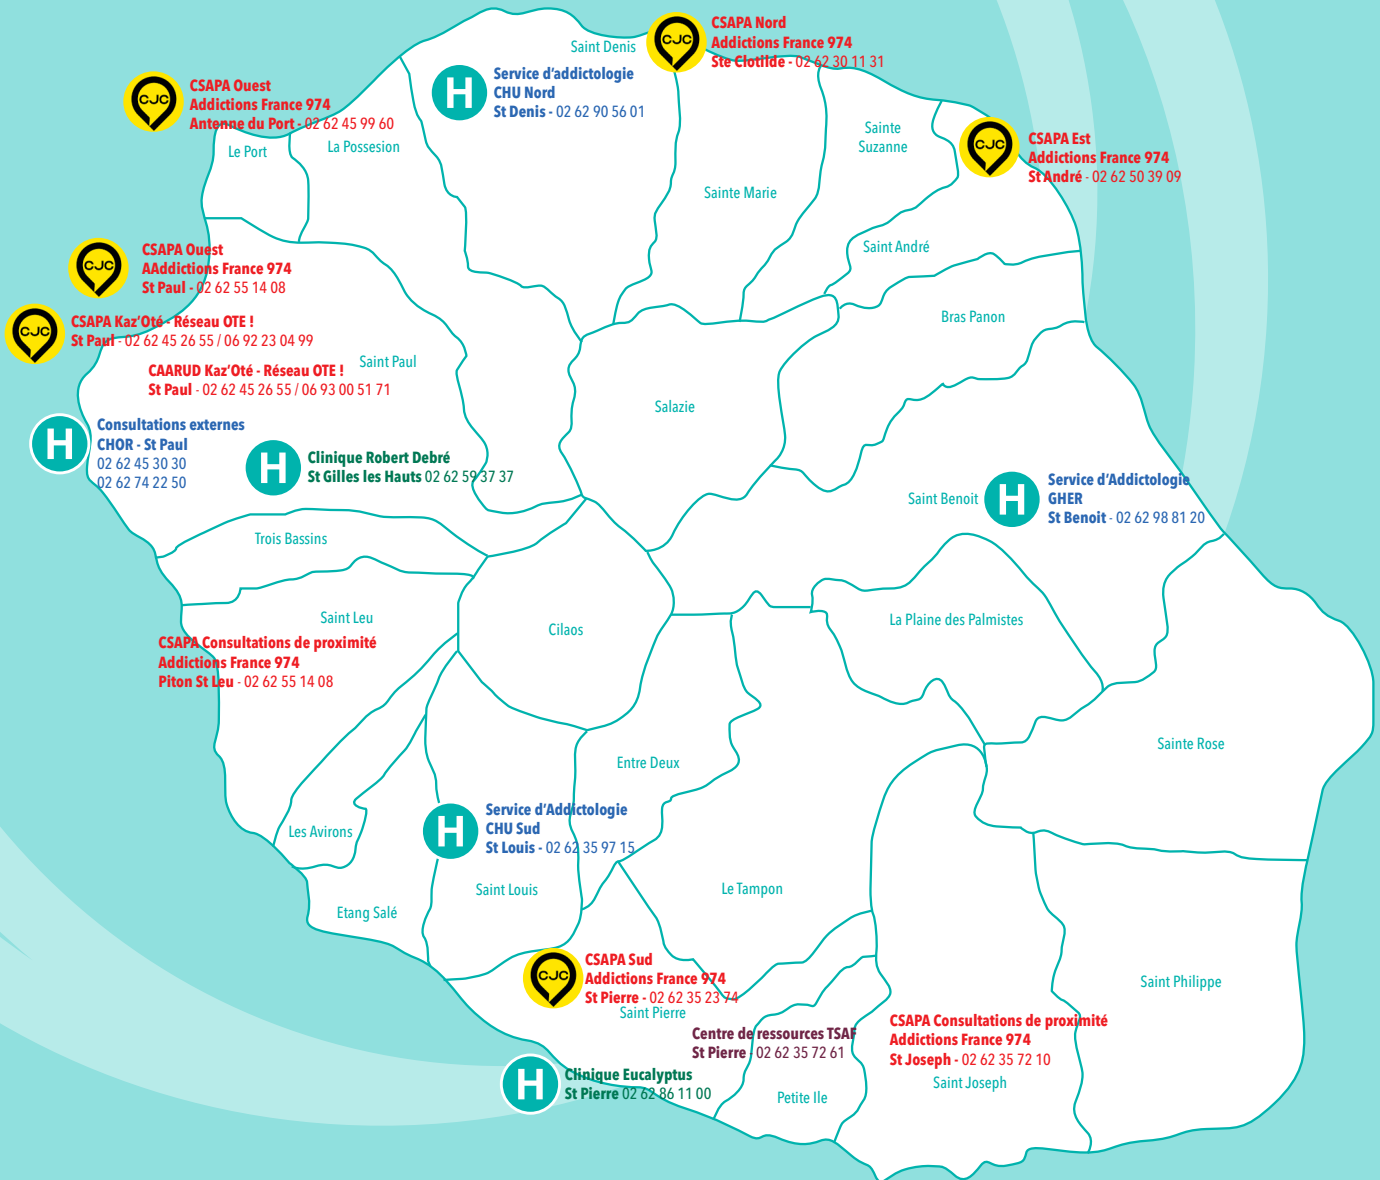 CJC
CSAPA Nord
Addictions France 974
Ste Clotilde - 02 62 30 11 31
Saint Denis
H
Service d'addictologie
CHU Nord
St Denis - 02 62 90 56 01
CJC
CSAPA Ouest
Addictions France 974
Antenne du Port - 02 62 45 99 60
Le Port
La Possesion
Sainte
Suzanne
Sainte Marie
CJC
CSAPA Est
Addictions France 974
St André - 02 62 50 39 09
Saint André
CJC
CSAPA Ouest
AAddictions France 974
St Paul - 02 62 55 14 08
CJC
CSAPA Kaz'Oté - Réseau OTE !
St Paul - 02 62 45 26 55 / 06 92 23 04 99
Bras Panon
Saint Paul
CAARUD Kaz'Oté - Réseau OTE !
St Paul - 02 62 45 26 55 / 06 93 00 51 71
Salazie
H
Consultations externes
CHOR - St Paul
02 62 45 30 30
02 62 74 22 50
H
Clinique Robert Debré
St Gilles les Hauts 02 62 59 37 37
Saint Benoit
H
Service d'Addictologie
GHER
St Benoit - 02 62 98 81 20
Trois Bassins
Saint Leu
Cilaos
La Plaine des Palmistes
CSAPA Consultations de proximité
Addictions France 974
Piton St Leu - 02 62 55 14 08
Sainte Rose
Entre Deux
Les Avirons
H
Service d'Addictologie
CHU Sud
St Louis - 02 62 35 97 15
Saint Louis
Le Tampon
Etang Salé
CJC
CSAPA Sud
Addictions France 974
St Pierre - 02 62 35 23 74
Saint Pierre
Saint Philippe
Centre de ressources TSAF
St Pierre - 02 62 35 72 61
CSAPA Consultations de proximité
Addictions France 974
St Joseph - 02 62 35 72 10
Saint Joseph
H
Clinique Eucalyptus
St Pierre 02 62 86 11 00
Petite Ile